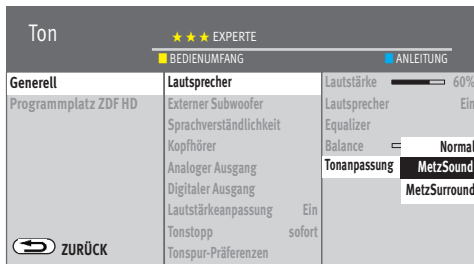 Ton
★★★ EXPERTE
BEDIENUMFANG
ANLEITUNG
Generell
Programmplatz ZDF HD
Lautsprecher
Externer Subwoofer
Sprachverständlichkeit
Kopfhörer
Analoger Ausgang
Digitaler Ausgang
Lautstärkeanpassung Ein
Tonstopp sofort
Tonspur-Präferenzen
Lautstärke 60%
Lautsprecher Ein
Equalizer
Balance
Tonanpassung
Normal
MetzSound
MetzSurround
ZURÜCK